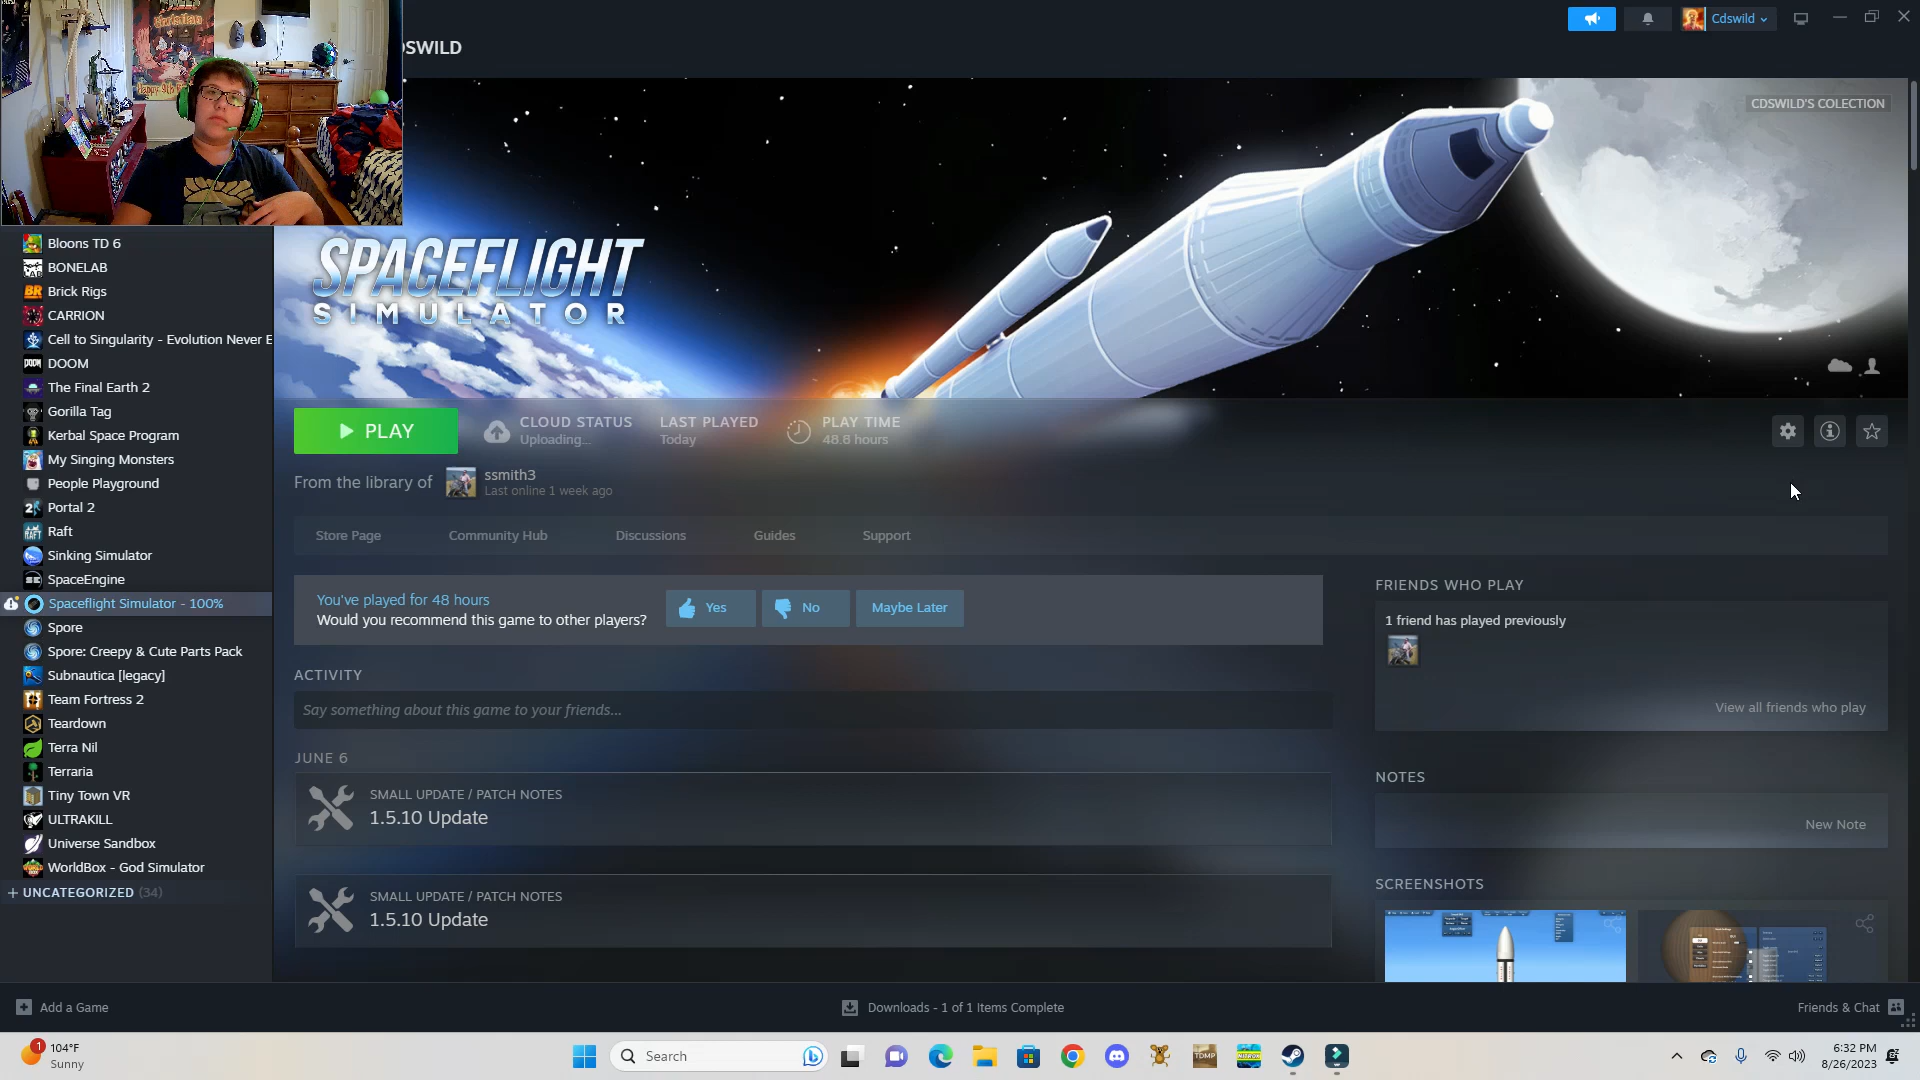 DSWILD
Cdswild
CDSWILD'S COLECTION
Happy 9th
SPACEFLIGHT
SIMULATOR
Bloons TD 6
BONELAB
Brick Rigs
CARRION
Cell to Singularity - Evolution Never E
DOOM
The Final Earth 2
Gorilla Tag
Kerbal Space Program
My Singing Monsters
People Playground
Portal 2
Raft
Sinking Simulator
SpaceEngine
Spaceflight Simulator - 100%
Spore
Spore: Creepy & Cute Parts Pack
Subnautica [legacy]
Team Fortress 2
Teardown
Terra Nil
Terraria
Tiny Town VR
ULTRAKILL
Universe Sandbox
WorldBox - God Simulator
+ UNCATEGORIZED (34)
PLAY
CLOUD STATUS
Uploading...
LAST PLAYED
Today
PLAY TIME
48.8 hours
From the library of
ssmith3
Last online 1 week ago
Store Page
Community Hub
Discussions
Guides
Support
You've played for 48 hours
Would you recommend this game to other players?
Yes
No
Maybe Later
ACTIVITY
Say something about this game to your friends...
JUNE 6
SMALL UPDATE / PATCH NOTES
1.5.10 Update
SMALL UPDATE / PATCH NOTES
1.5.10 Update
FRIENDS WHO PLAY
1 friend has played previously
View all friends who play
NOTES
New Note
SCREENSHOTS
Add a Game
Downloads - 1 of 1 Items Complete
Friends & Chat
1
104°F
Sunny
Search
TDMP
6:32 PM
8/26/2023